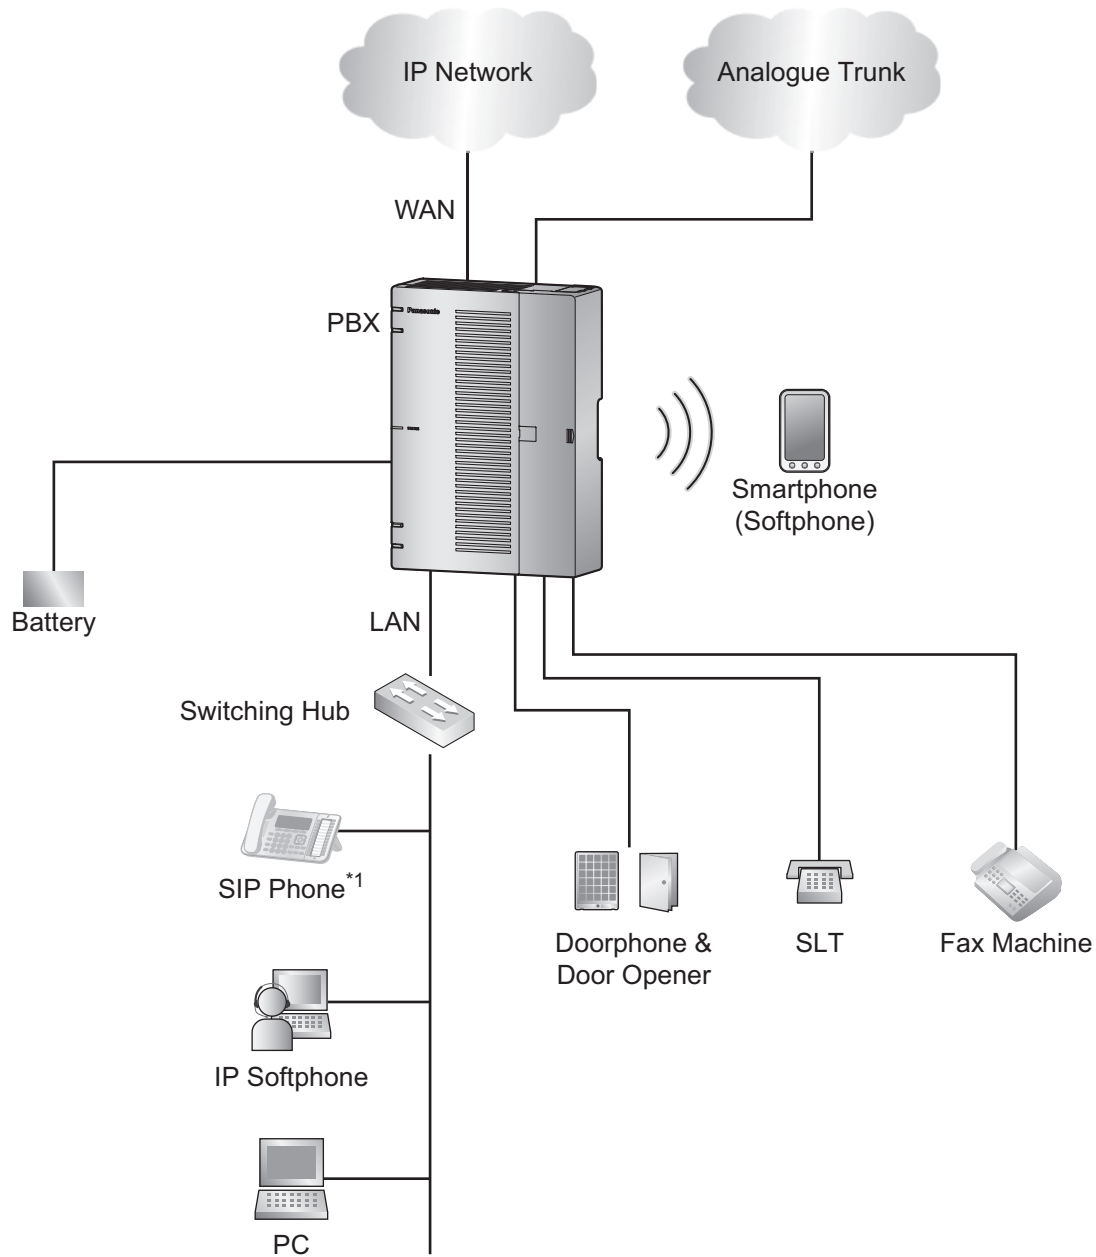 IP Network
Analogue Trunk
WAN
PBX
Panasonic
Smartphone
(Softphone)
Battery
LAN
Switching Hub
SIP Phone*1
Doorphone &
Door Opener
SLT
Fax Machine
IP Softphone
PC